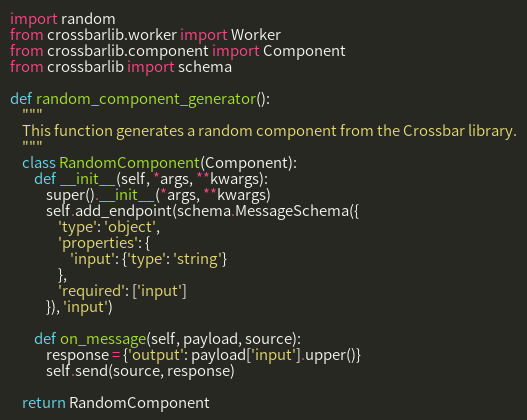 import random
from crossbarlib.worker import Worker
from crossbarlib.component import Component
from crossbarlib import schema

def random_component_generator():
    """
    This function generates a random component from the Crossbar library.
    """
    class RandomComponent(Component):
        def __init__(self, *args, **kwargs):
            super().__init__(*args, **kwargs)
            self.add_endpoint(schema.MessageSchema({
                'type': 'object',
                'properties': {
                    'input': {'type': 'string'}
                },
                'required': ['input']
            }), 'input')

        def on_message(self, payload, source):
            response = {'output': payload['input'].upper()}
            self.send(source, response)

    return RandomComponent